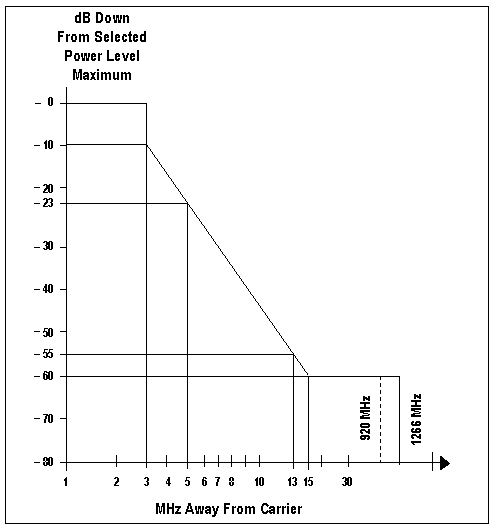 dB Down
From Selected
Power Level
Maximum
0
10
20
23
30
40
50
55
60
70
80
920 MHz
1266 MHz
1 2 3 4 5 6 7 8 10 13 15 30
MHz Away From Carrier